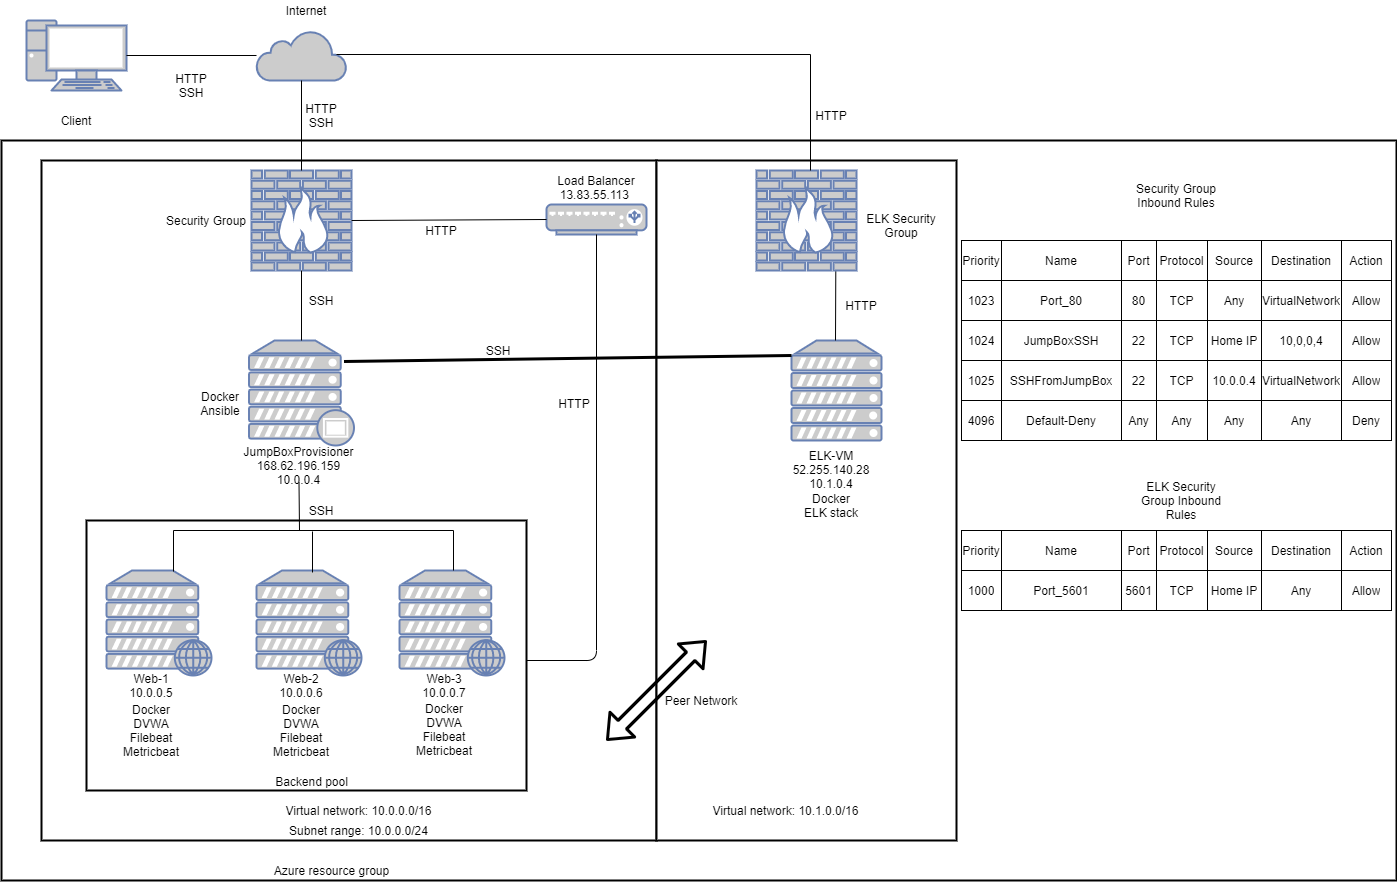 Internet
HTTP
SSH
Client
HTTP
SSH
HTTP
Security Group
HTTP
Load Balancer
13.83.55.113
ELK Security
Group
SSH
HTTP
SSH
HTTP
Docker
Ansible
JumpBoxProvisioner
168.62.196.159
10.0.0.4
SSH
ELK-VM
52.255.140.28
10.1.0.4
Docker
ELK stack
Web-1
10.0.0.5
Docker
DVWA
Filebeat
Metricbeat
Web-2
10.0.0.6
Docker
DVWA
Filebeat
Metricbeat
Web-3
10.0.0.7
Docker
DVWA
Filebeat
Metricbeat
Backend pool
Peer Network
Virtual network: 10.0.0.0/16
Subnet range: 10.0.0.0/24
Virtual network: 10.1.0.0/16
Azure resource group
Security Group
Inbound Rules
Priority Name Port Protocol Source Destination Action
1023 Port_80 80 TCP Any VirtualNetwork Allow
1024 JumpBoxSSH 22 TCP Home IP 10,0,0,4 Allow
1025 SSHFromJumpBox 22 TCP 10.0.0.4 VirtualNetwork Allow
4096 Default-Deny Any Any Any Any Deny
ELK Security
Group Inbound
Rules
Priority Name Port Protocol Source Destination Action
1000 Port_5601 5601 TCP Home IP Any Allow